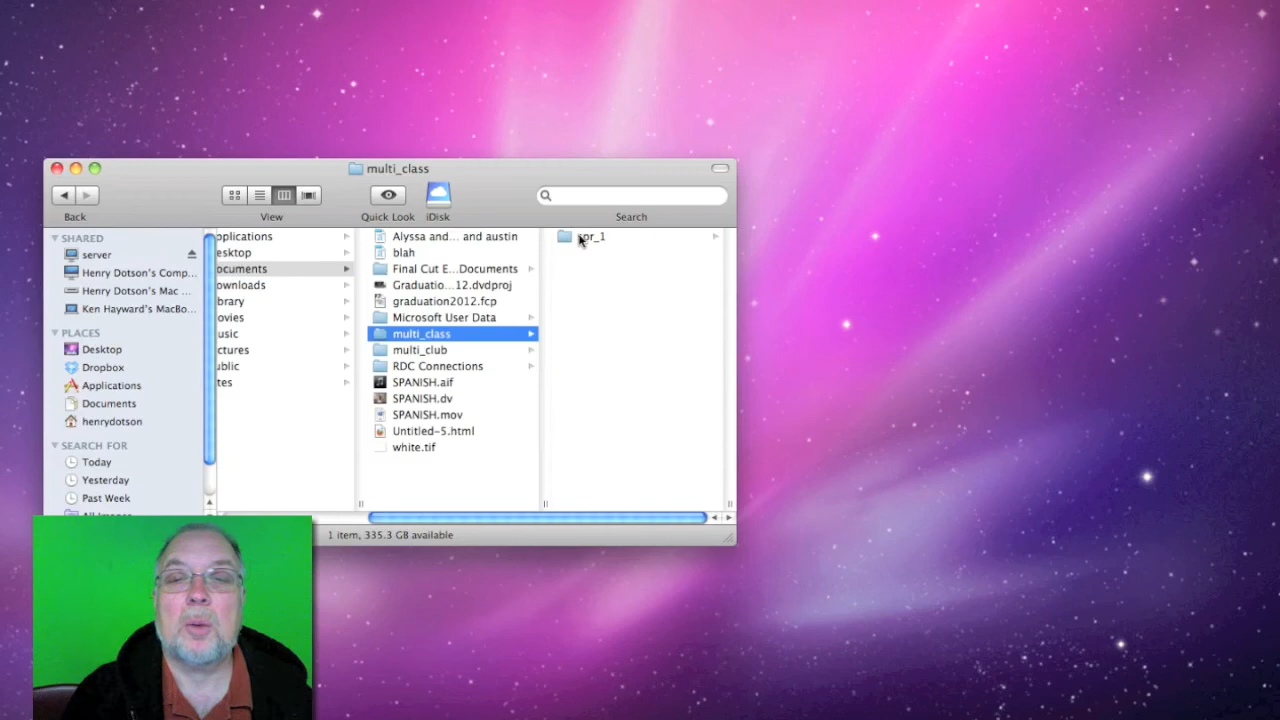 multi_class
Back
View
Quick Look
iDisk
Search
SHARED
server
Henry Dotson's Comp...
Henry Dotson's Mac ...
Ken Hayward's MacBo...
PLACES
Desktop
Dropbox
Applications
Documents
henrydotson
SEARCH FOR
Today
Yesterday
Past Week
pplications
esktop
ocuments
ownloads
brary
ovies
usic
ctures
ublic
tes
Alyssa and... and austin
blah
Final Cut E...Documents
Graduatio...12.dvdproj
graduation2012.fcp
Microsoft User Data
multi_class
multi_club
RDC Connections
SPANISH.aif
SPANISH.dv
SPANISH.mov
Untitled-5.html
white.tif
1 item, 335.3 GB available